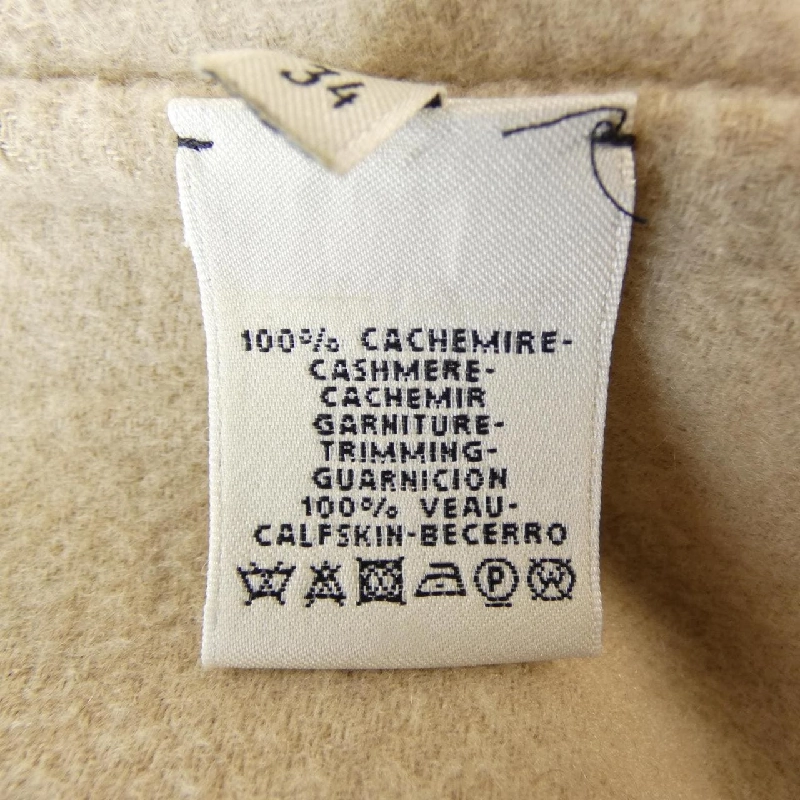 34
100% CACHEMIRE-
CASHMERE-
CACHEMIR
GARNITURE-
TRIMMING-
GUARNICION
100% VEAU-
CALFSKIN-BECERRO
P W